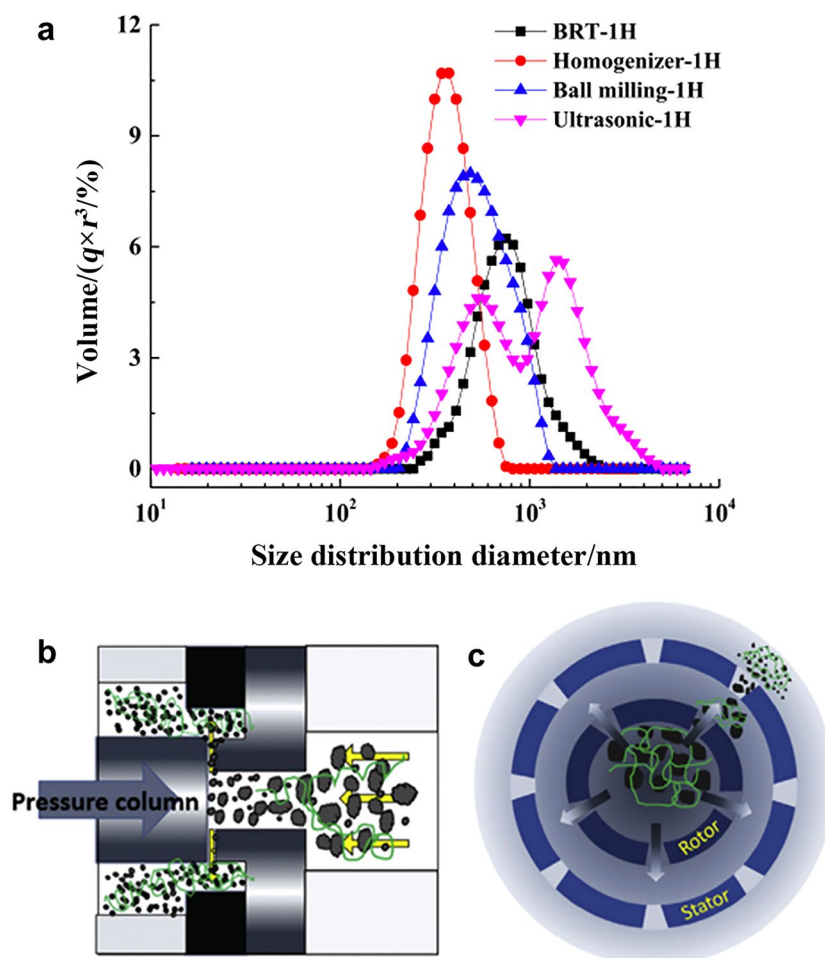 a
12
9
6
3
0
Volume/(q×r³/%)
BRT-1H
Homogenizer-1H
Ball milling-1H
Ultrasonic-1H
10¹ 10² 10³ 10⁴
Size distribution diameter/nm
b
Pressure column
c
Rotor
Stator